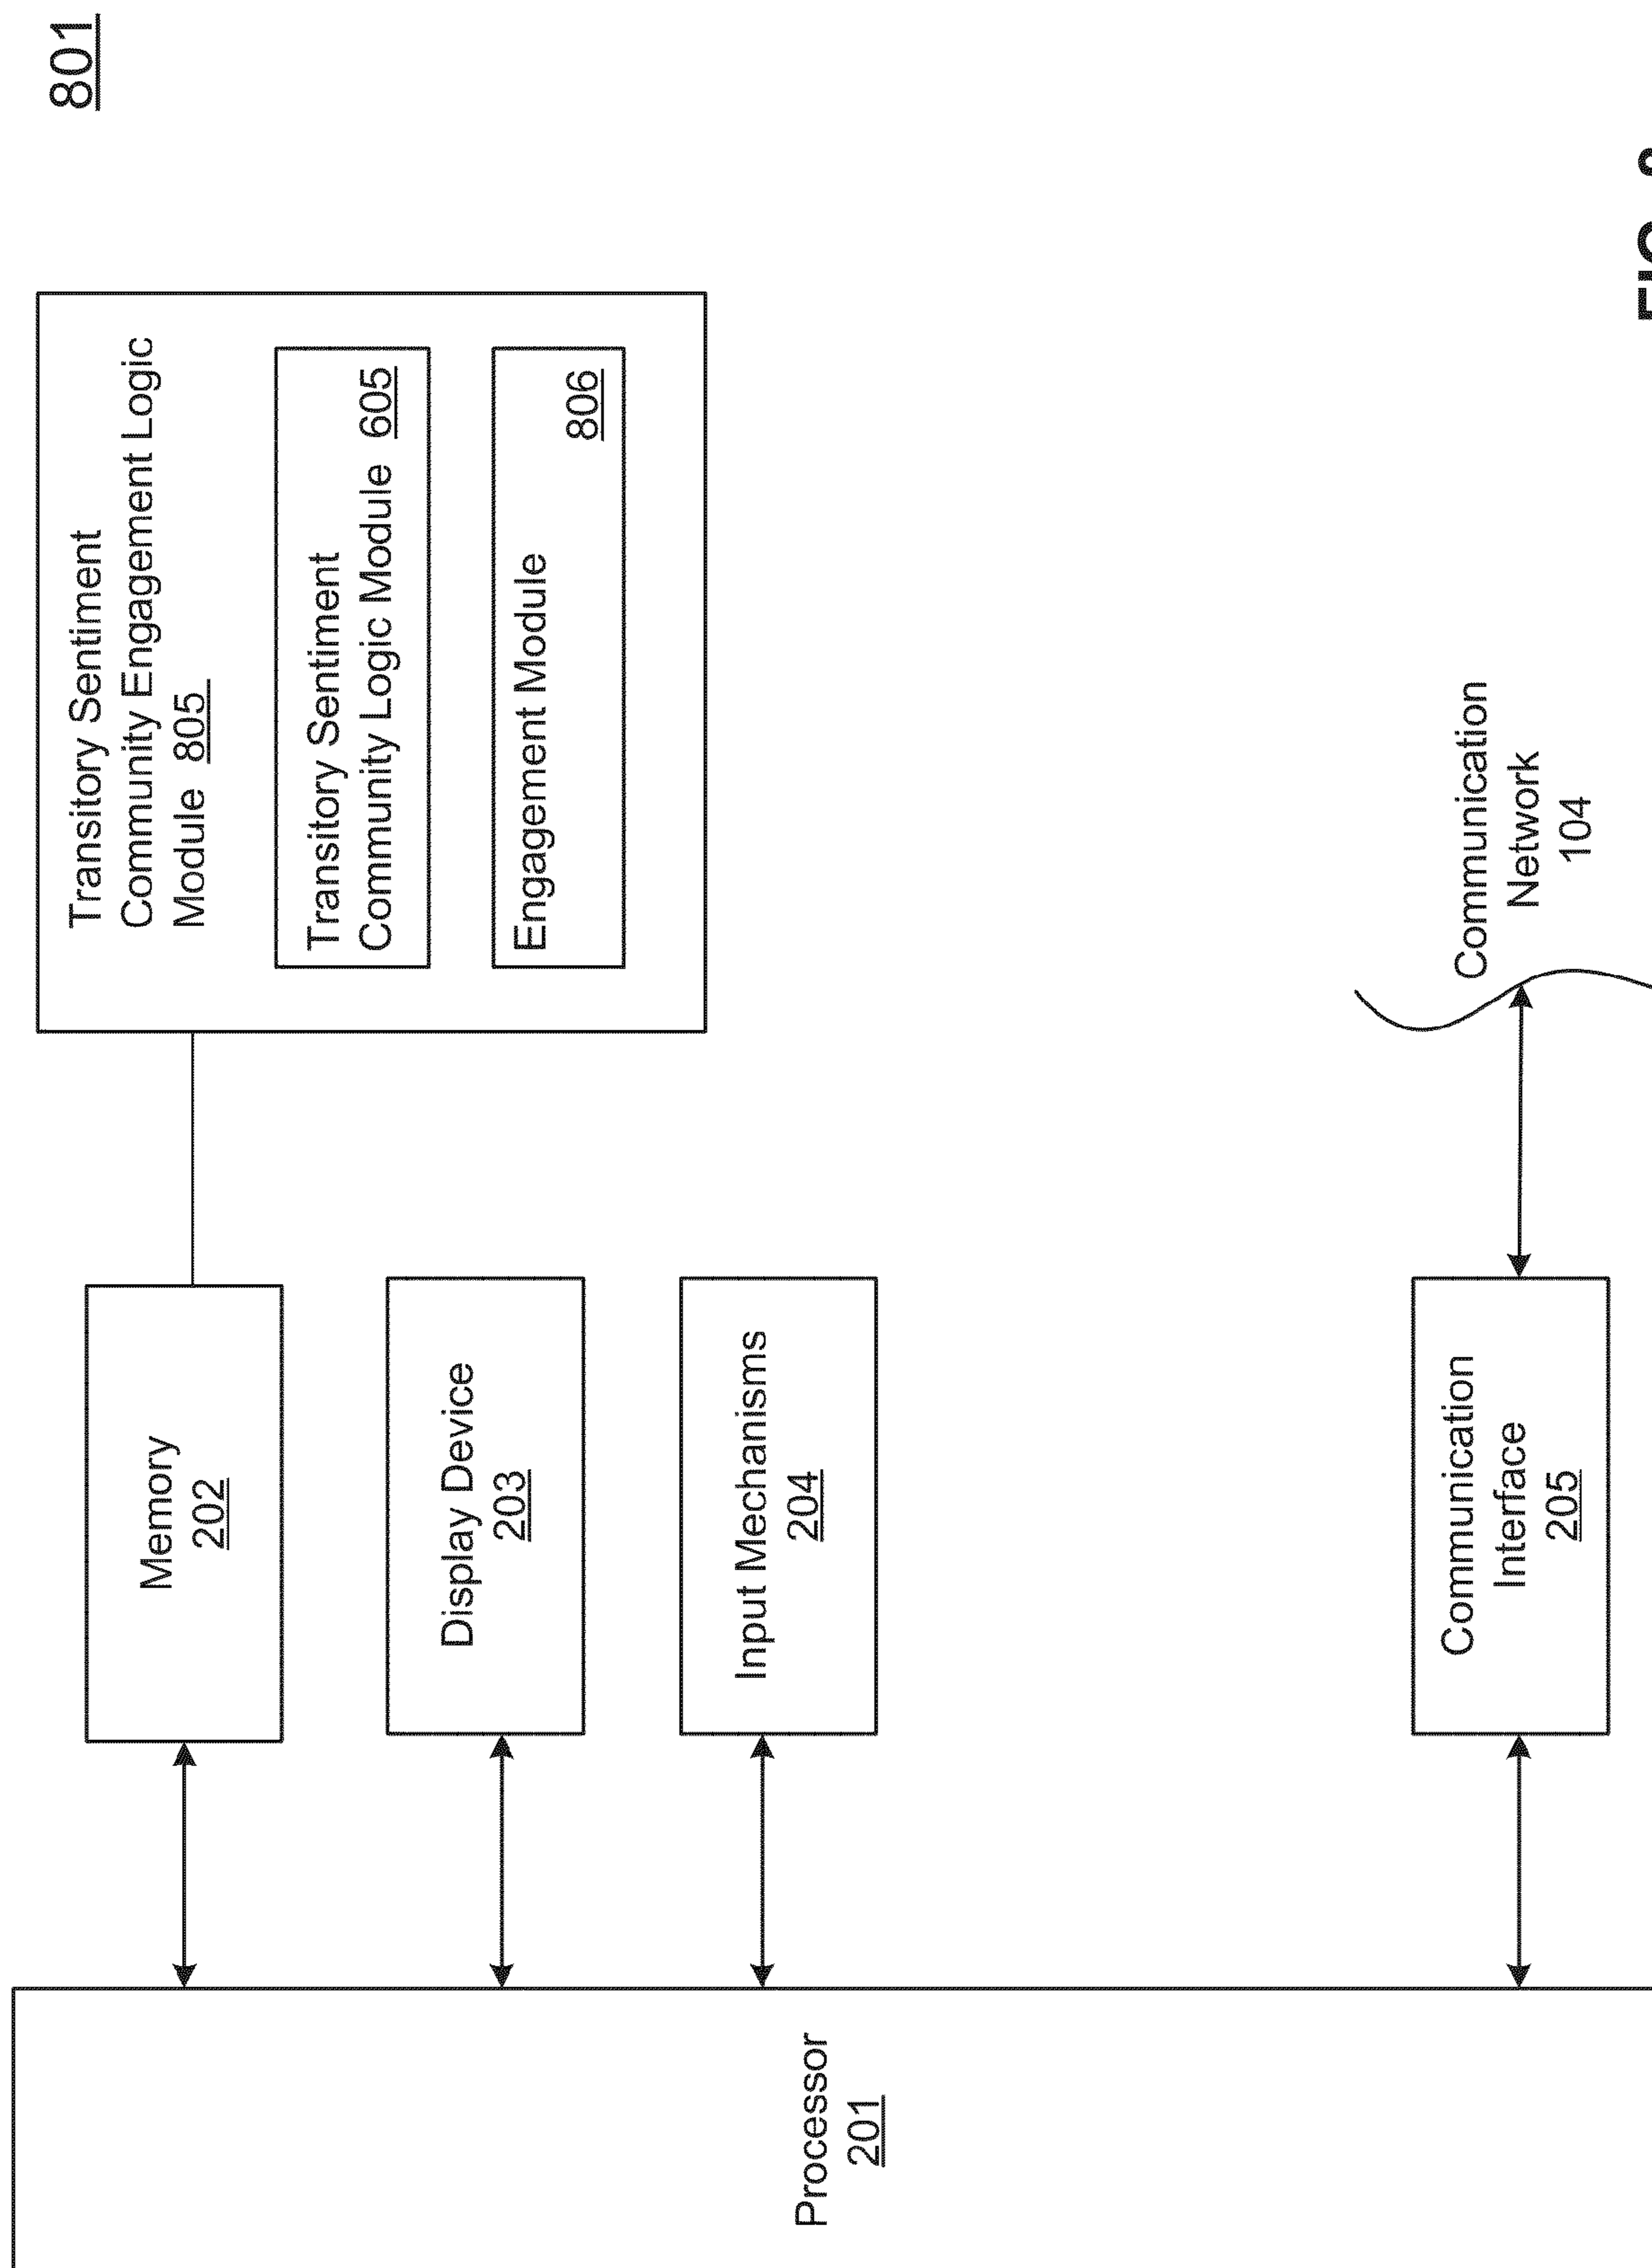 801
Transitory Sentiment
Community Engagement Logic
Module 805
Transitory Sentiment
Community Logic Module 605
Engagement Module
806
Memory
202
Display Device
203
Input Mechanisms
204
Processor
201
Communication
Interface
205
Communication
Network
104
FIG.